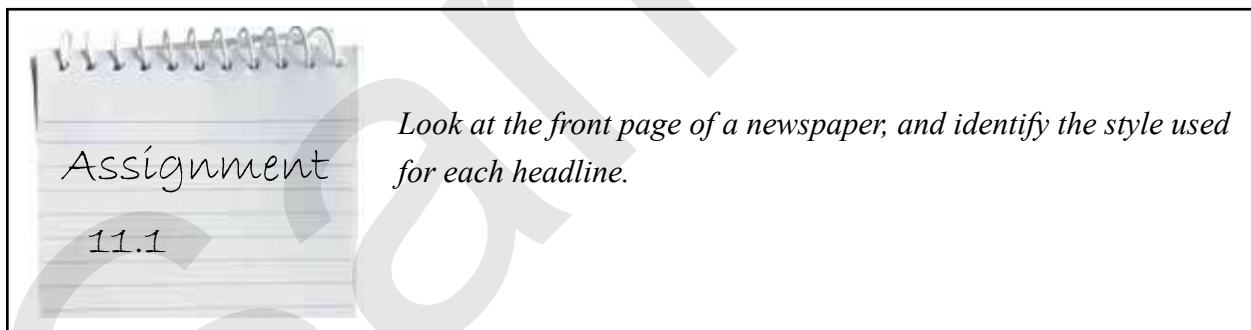 Assignment
11.1
Look at the front page of a newspaper, and identify the style used
for each headline.